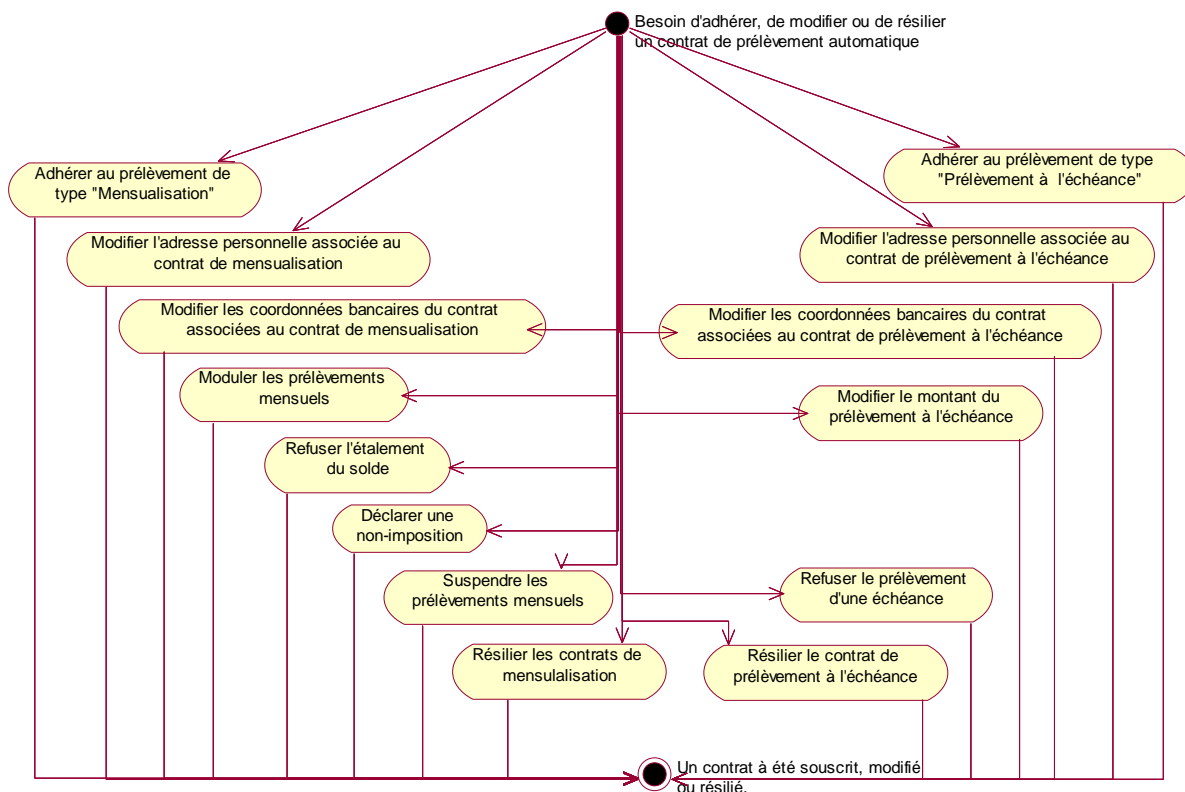 Besoin d'adhérer, de modifier ou de résilier
un contrat de prélèvement automatique
Adhérer au prélèvement de
type "Mensualisation"
Adhérer au prélèvement de type
"Prélèvement à l'échéance"
Modifier l'adresse personnelle associée au
contrat de mensualisation
Modifier l'adresse personnelle associée au
contrat de prélèvement à l'échéance
Modifier les coordonnées bancaires du contrat
associées au contrat de mensualisation
Modifier les coordonnées bancaires du contrat
associées au contrat de prélèvement à l'échéance
Moduler les prélèvements
mensuels
Modifier le montant du
prélèvement à l'échéance
Refuser l'étalement
du solde
Déclarer une
non-imposition
Suspendre les
prélèvements mensuels
Refuser le prélèvement
d'une échéance
Résilier les contrats de
mensulalisation
Résilier le contrat de
prélèvement à l'échéance
Un contrat à été souscrit, modifié
ou résilié.